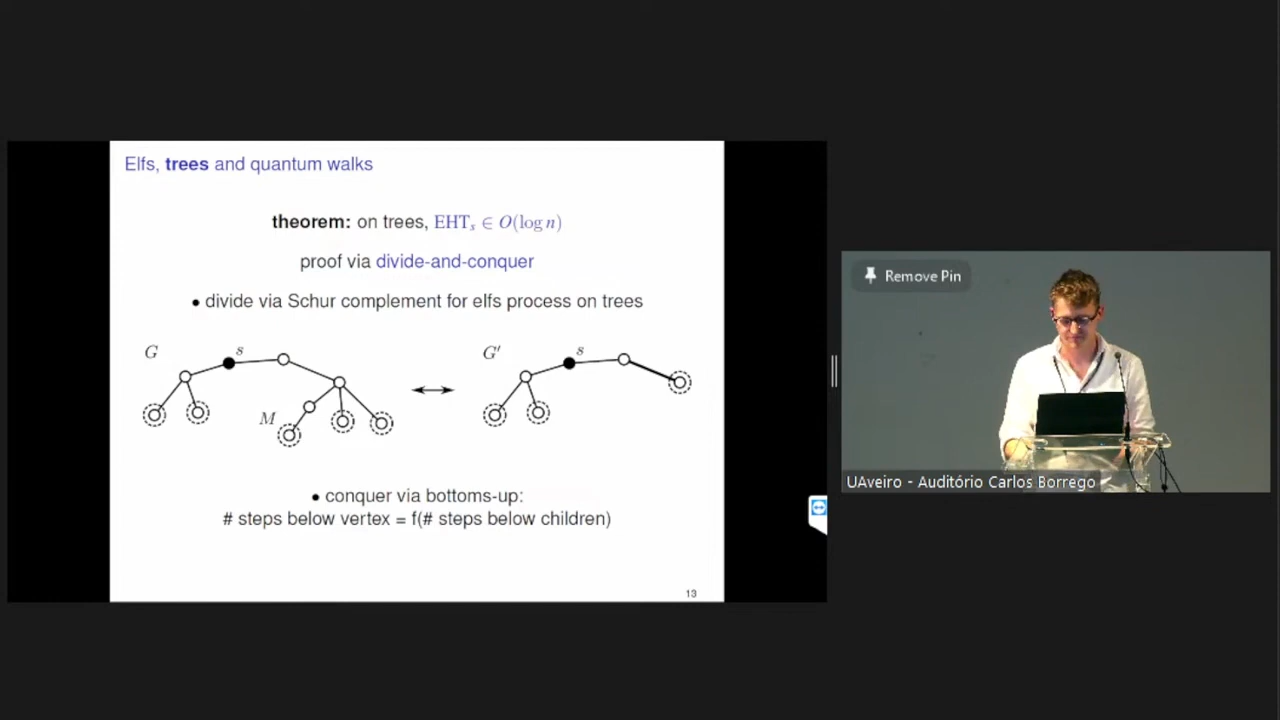 Elfs, trees and quantum walks
theorem: on trees, EHTₛ ∈ O(log n)
proof via divide-and-conquer
• divide via Schur complement for elfs process on trees
G s G′ s
M
• conquer via bottoms-up:
# steps below vertex = f(# steps below children)
13
Remove Pin
UAveiro - Auditório Carlos Borrego